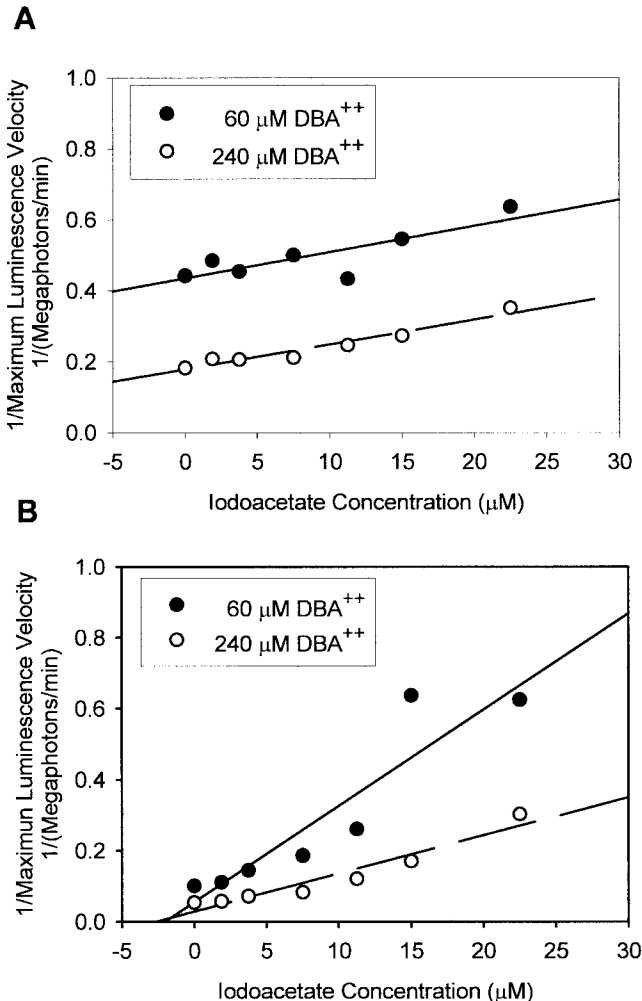 A
1/Maximum Luminescence Velocity
1/(Megaphotons/min)
1.0
0.8
0.6
0.4
0.2
0.0
60 μM DBA++
240 μM DBA++
-5 0 5 10 15 20 25 30
Iodoacetate Concentration (μM)
B
1/Maximun Luminescence Velocity
1/(Megaphotons/min)
1.0
0.8
0.6
0.4
0.2
0.0
60 μM DBA++
240 μM DBA++
-5 0 5 10 15 20 25 30
Iodoacetate Concentration (μM)